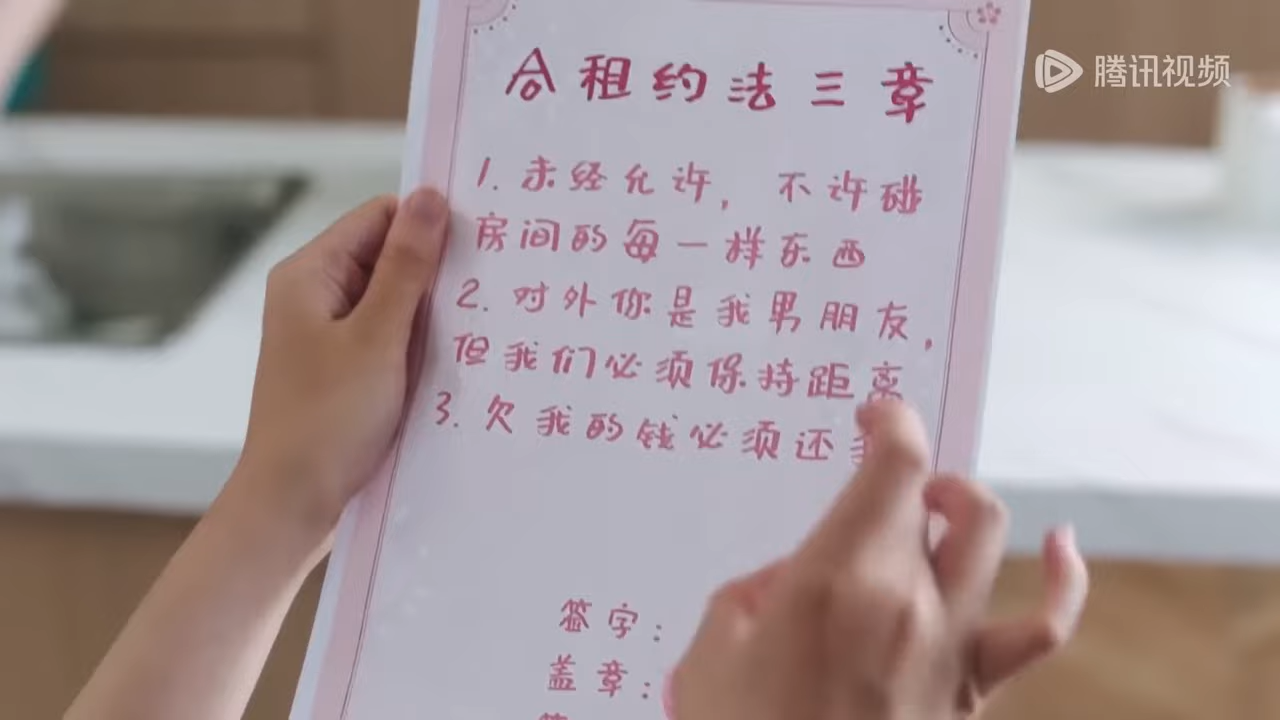 腾讯视频
合租约法三章
1. 未经允许，不许碰
房间的每一样东西
2. 对外你是我男朋友，
但我们必须保持距离
3. 欠我的钱必须还
签字：
盖章：